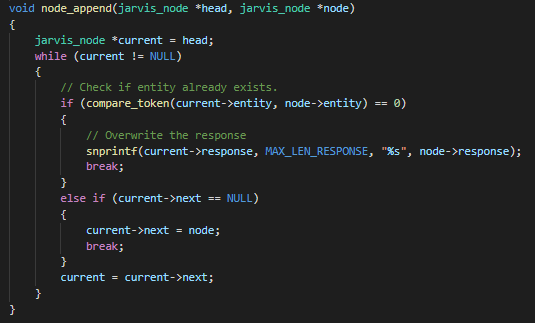 void node_append(jarvis_node *head, jarvis_node *node)
{
    jarvis_node *current = head;
    while (current != NULL)
    {
        // Check if entity already exists.
        if (compare_token(current->entity, node->entity) == 0)
        {
            // Overwrite the response
            snprintf(current->response, MAX_LEN_RESPONSE, "%s", node->response);
            break;
        }
        else if (current->next == NULL)
        {
            current->next = node;
            break;
        }
        current = current->next;
    }
}